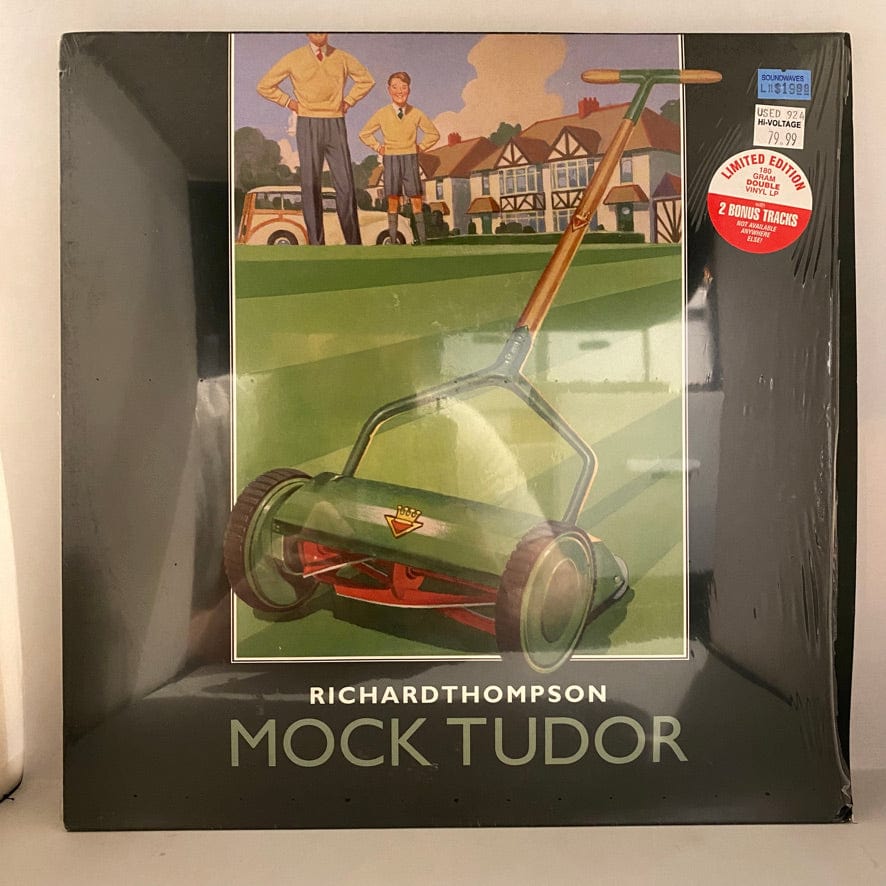 SOUNDWAVES
USED 924
HI-VOLTAGE
79.99
LIMITED EDITION
180
GRAM
DOUBLE
VINYL LP
with
2 BONUS TRACKS
NOT AVAILABLE
ANYWHERE
ELSE!
RICHARDTHOMPSON
MOCK TUDOR